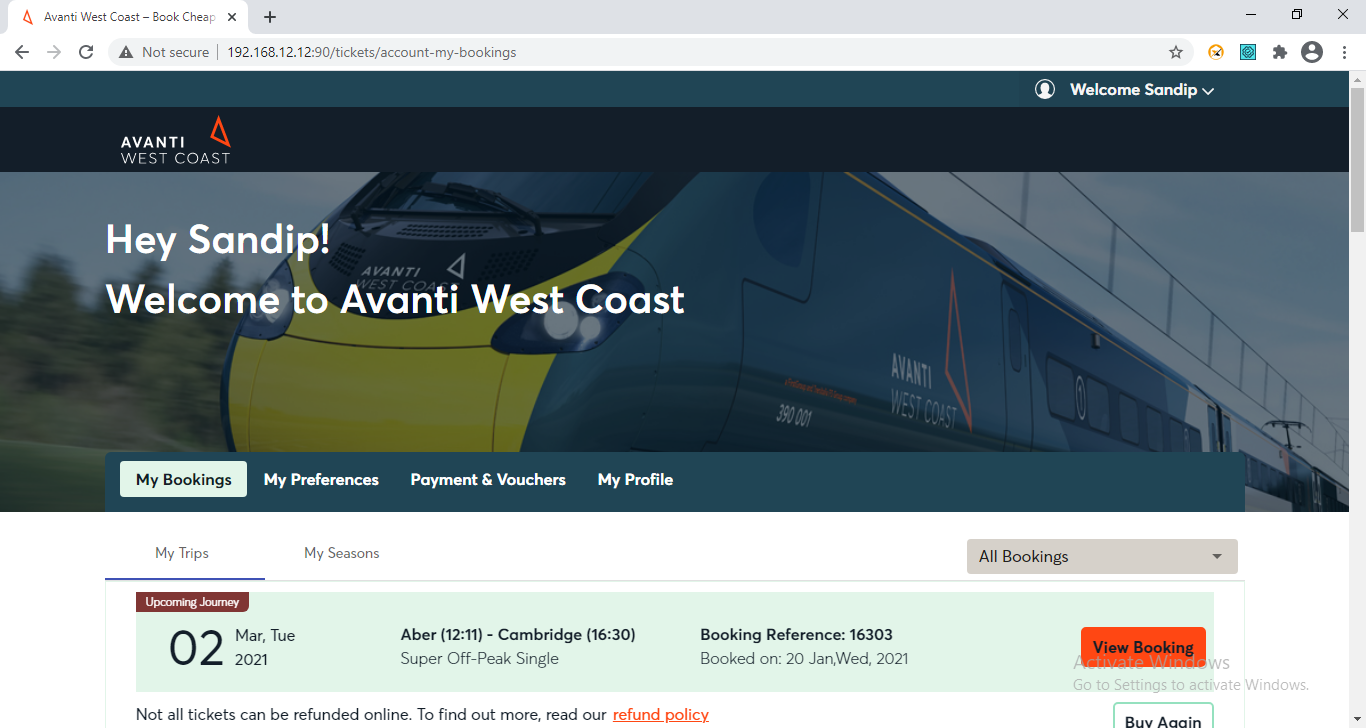 Avanti West Coast – Book Cheap
Not secure
192.168.12.12:90/tickets/account-my-bookings
Welcome Sandip
AVANTI
WEST COAST
Hey Sandip!
Welcome to Avanti West Coast
AVANTI
WEST COAST
AVANTI
WEST COAST
390 001
My Bookings My Preferences Payment & Vouchers My Profile
My Trips My Seasons All Bookings
Upcoming Journey
02 Mar, Tue
2021
Aber (12:11) - Cambridge (16:30)
Super Off-Peak Single
Booking Reference: 16303
Booked on: 20 Jan,Wed, 2021
View Booking
Activate Windows
Go to Settings to activate Windows.
Not all tickets can be refunded online. To find out more, read our refund policy
Buy Again